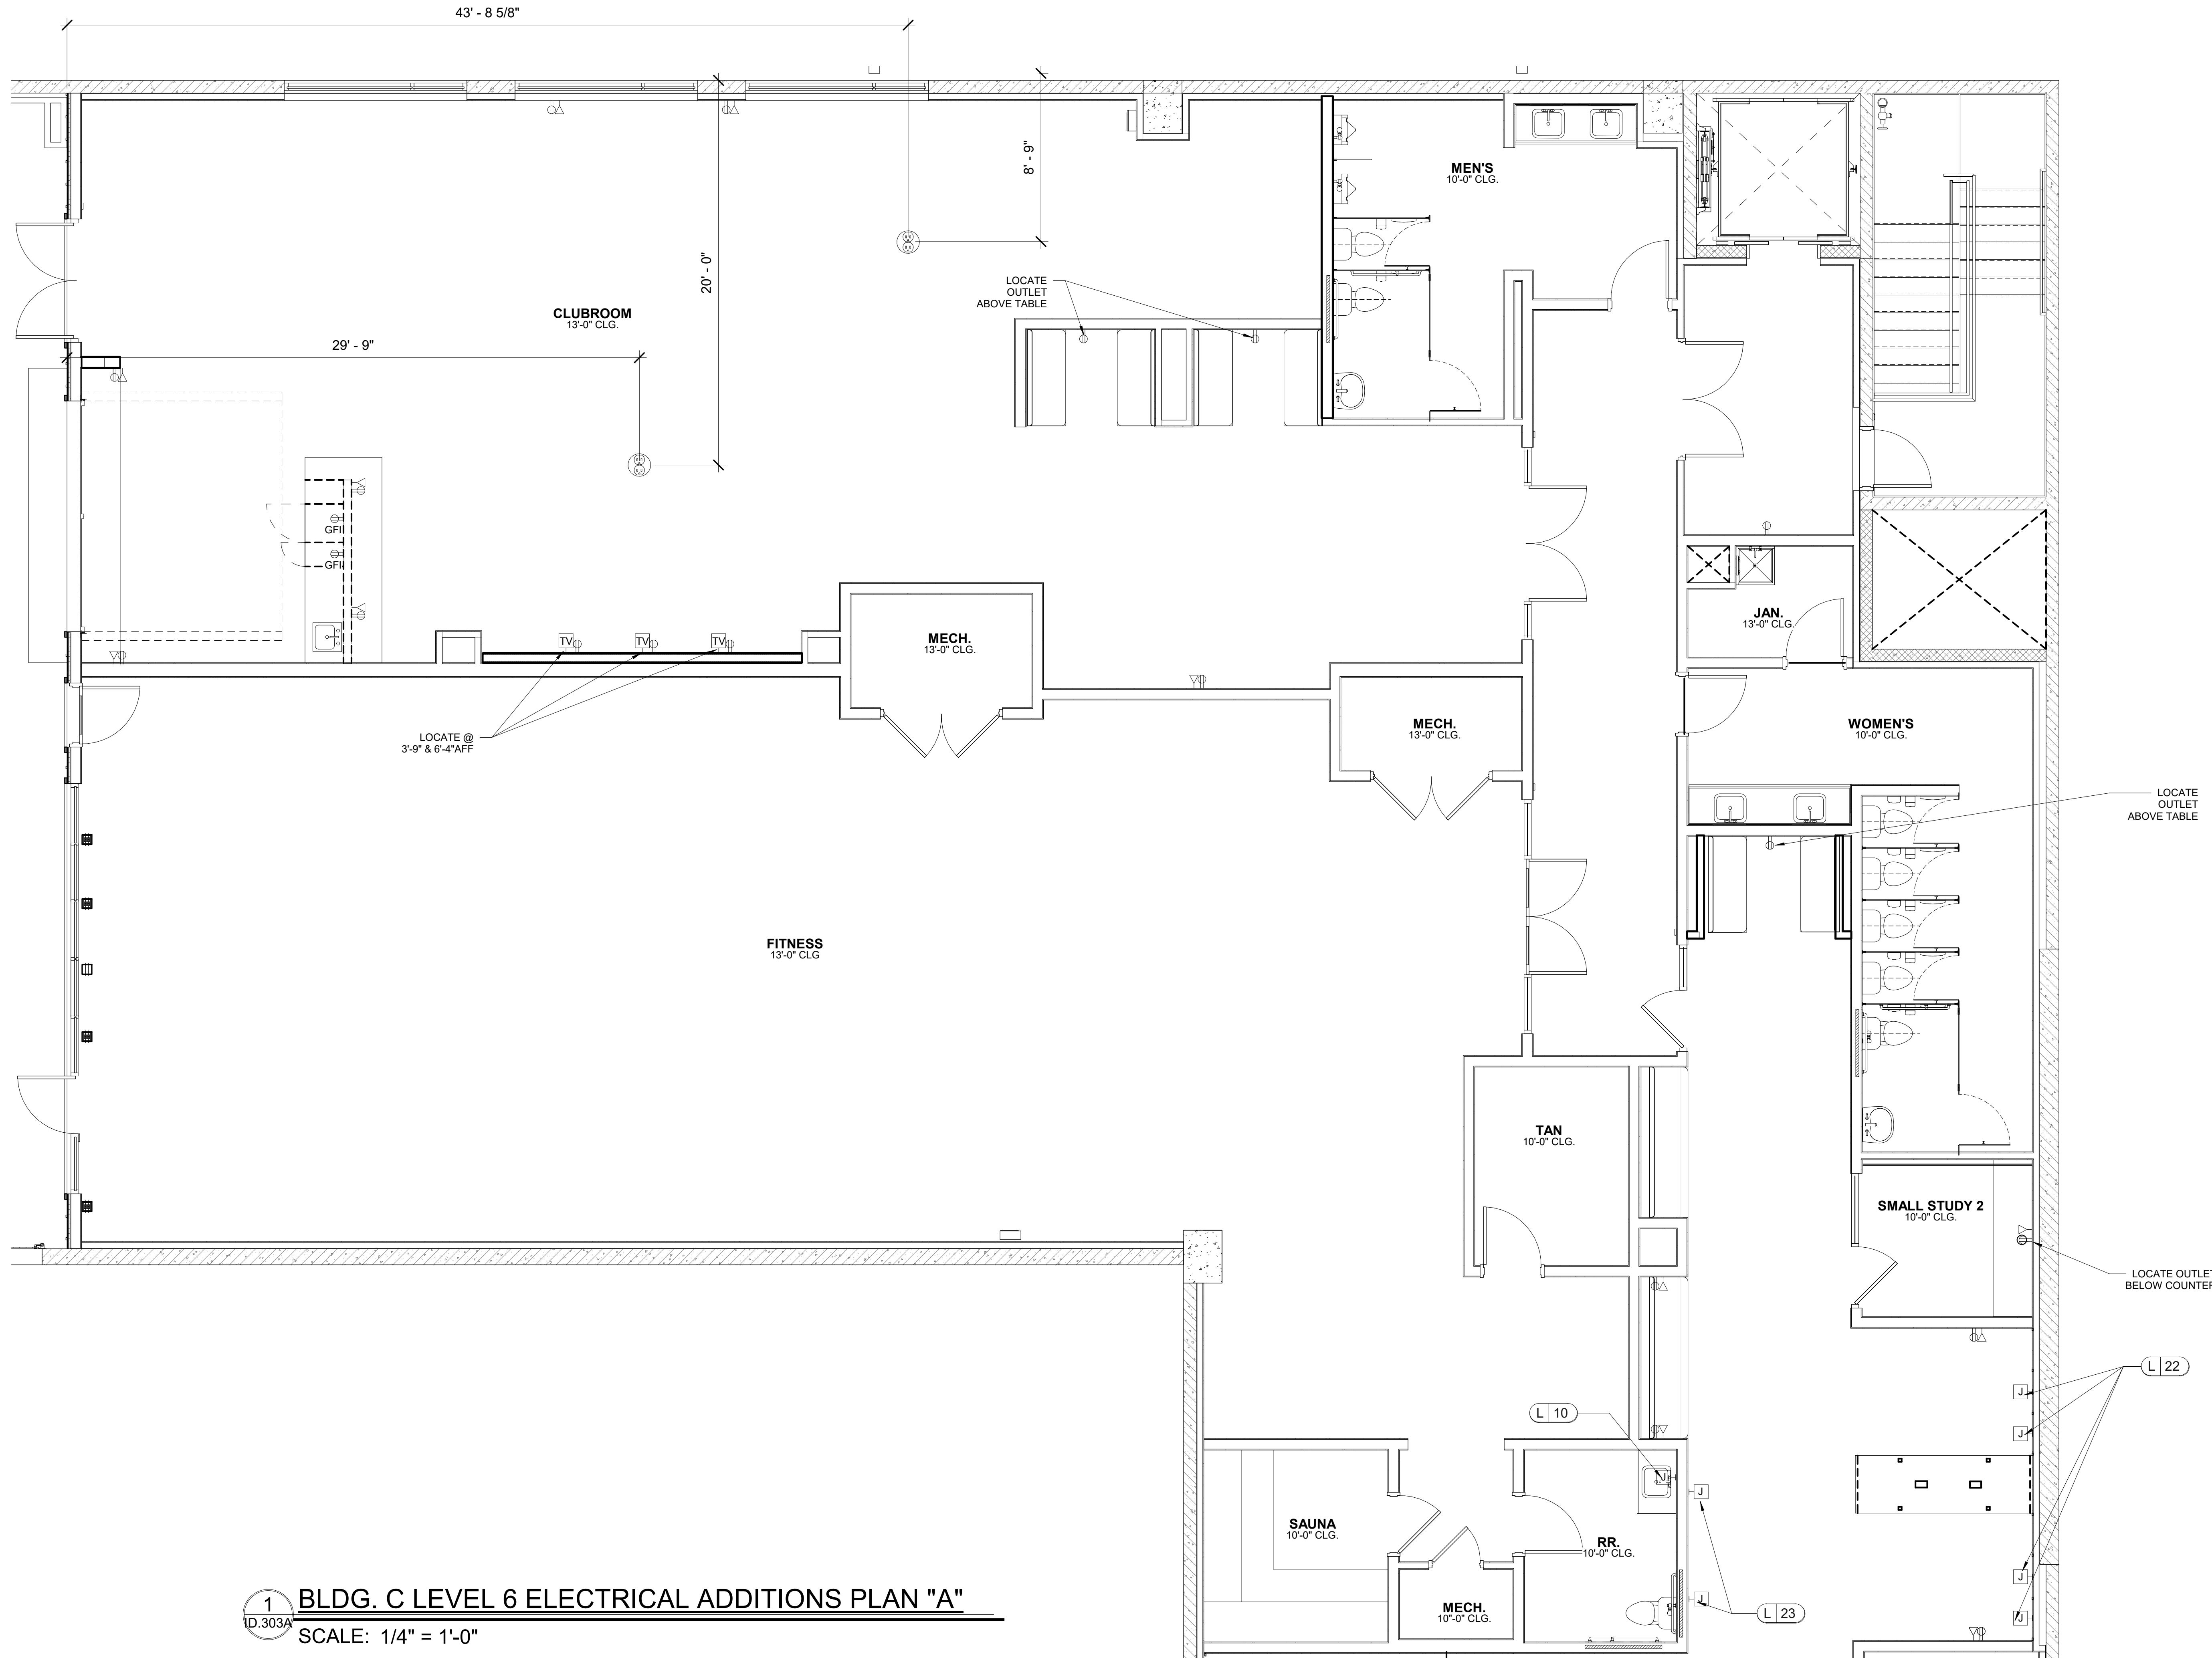 43' - 8 5/8"
8' - 9"
20' - 0"
MEN'S
10'-0" CLG.
LOCATE
OUTLET
ABOVE TABLE
CLUBROOM
13'-0" CLG.
29' - 9"
GFI
GFI
TV
TV
TV
MECH.
13'-0" CLG.
JAN.
13'-0" CLG.
LOCATE @
3'-9" & 6'-4"AFF
MECH.
13'-0" CLG.
WOMEN'S
10'-0" CLG.
LOCATE
OUTLET
ABOVE TABLE
FITNESS
13'-0" CLG
TAN
10'-0" CLG.
SMALL STUDY 2
10'-0" CLG.
LOCATE OUTLET
BELOW COUNTER
L 22
J
J
L 10
J
J
SAUNA
10'-0" CLG.
RR.
10'-0" CLG.
J
J
J
L 23
MECH.
10"-0" CLG.
1
ID.303A
BLDG. C LEVEL 6 ELECTRICAL ADDITIONS PLAN "A"
SCALE: 1/4" = 1'-0"